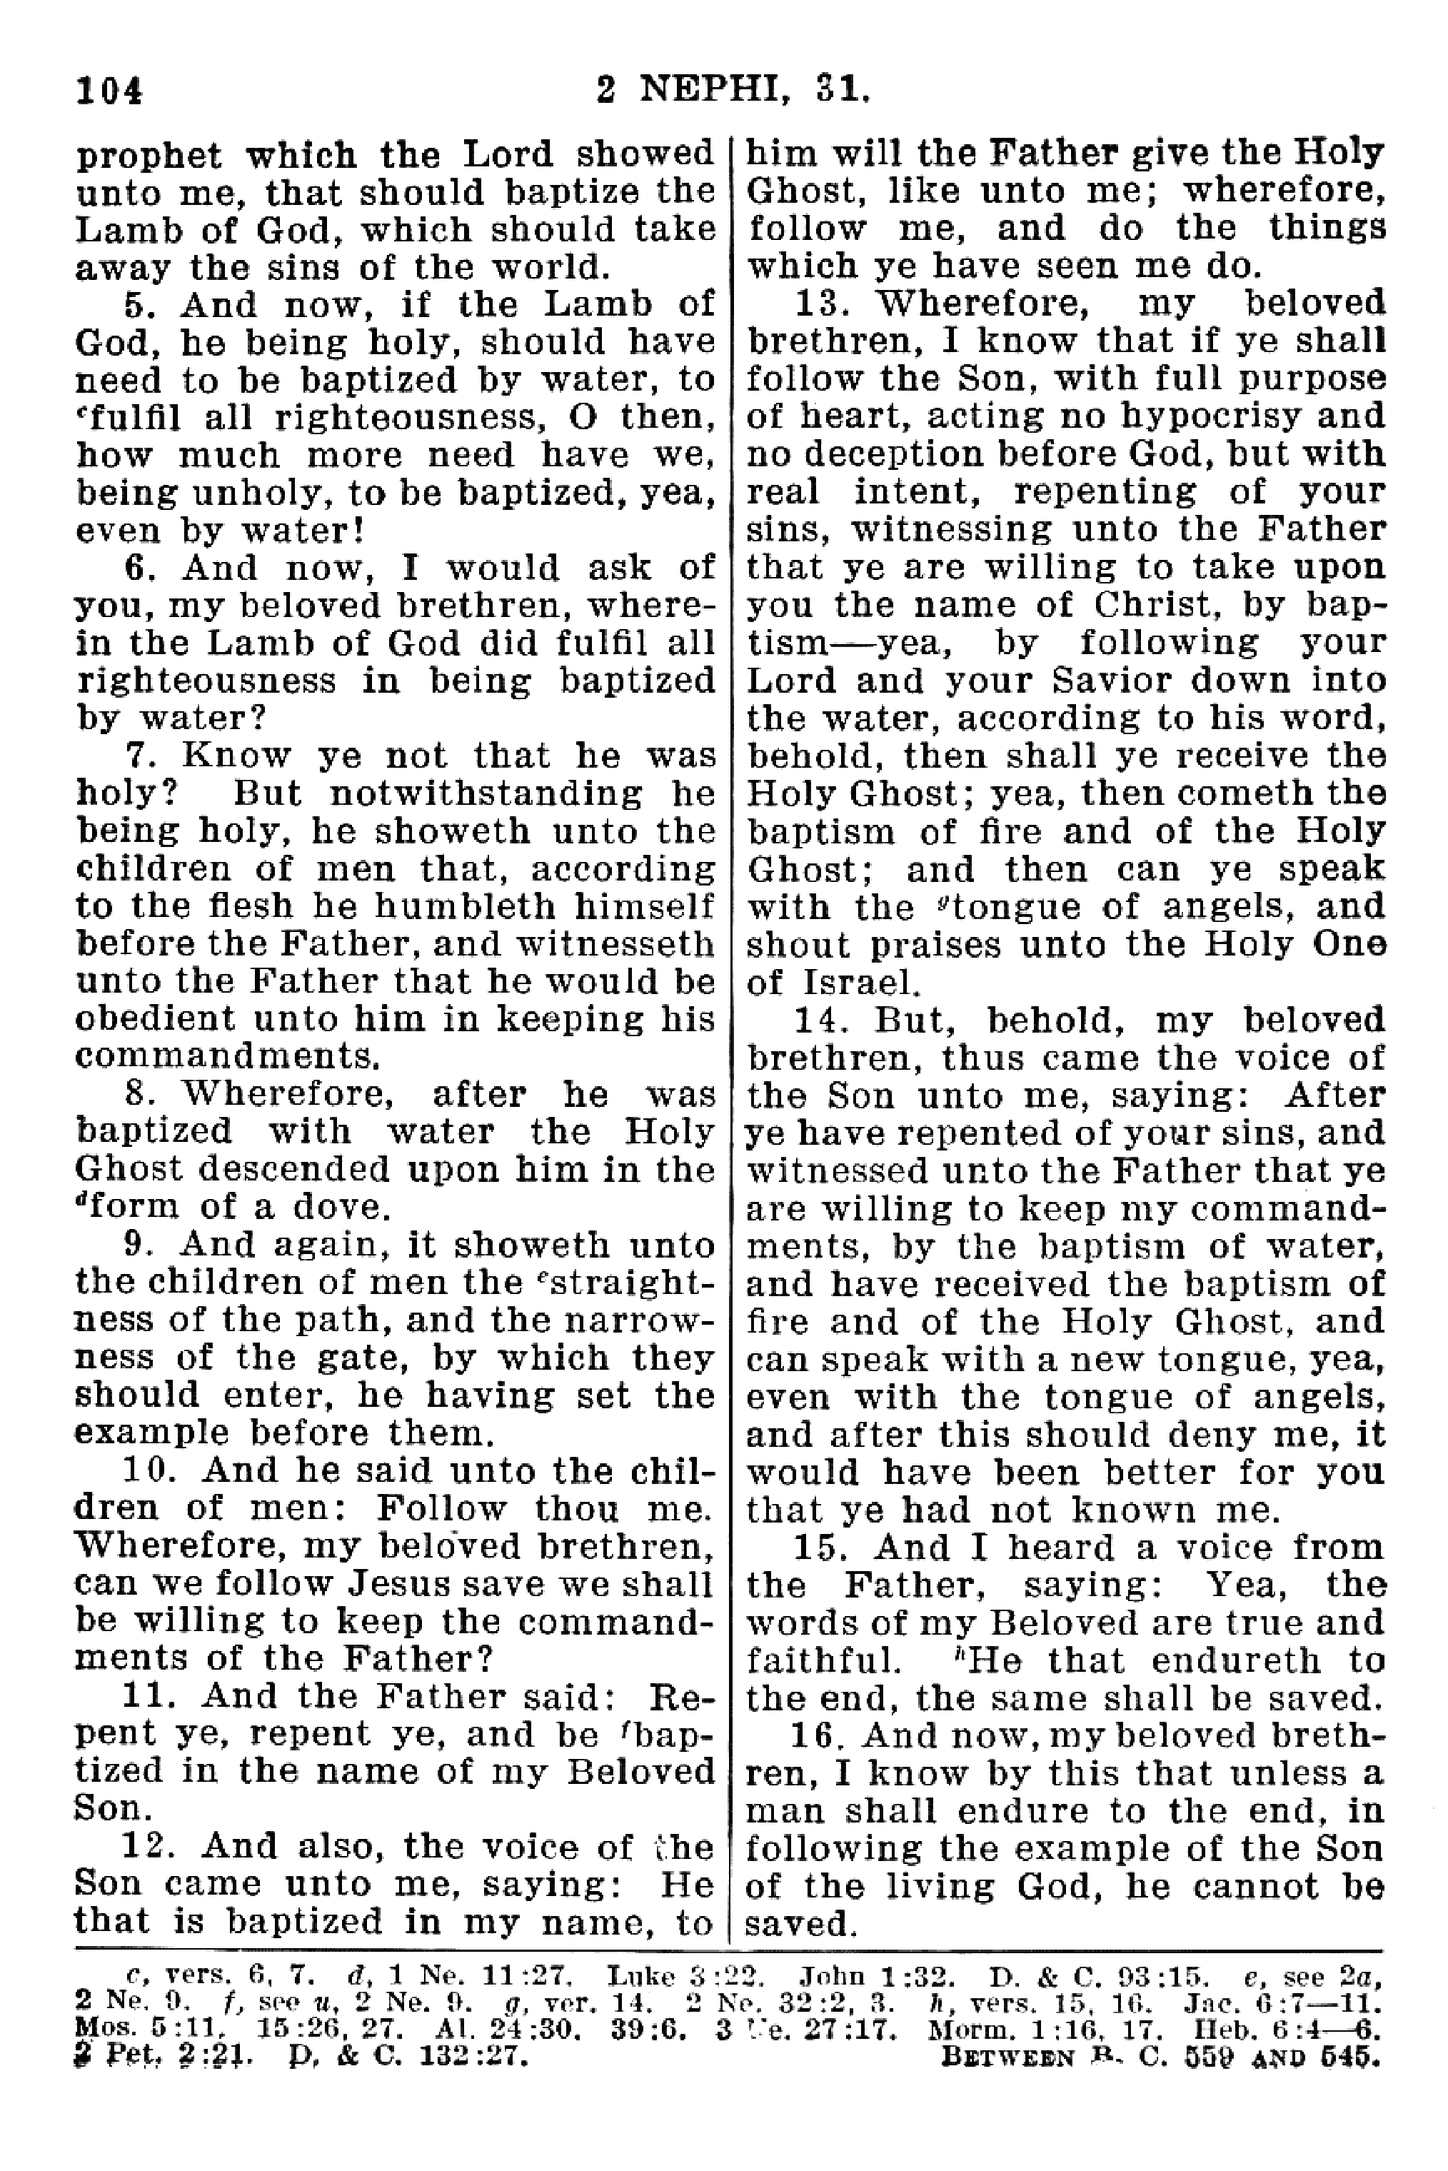 104
2 NEPHI, 31.
prophet which the Lord showed
unto me, that should baptize the
Lamb of God, which should take
away the sins of the world.
5. And now, if the Lamb of
God, he being holy, should have
need to be baptized by water, to
cfulfil all righteousness, O then,
how much more need have we,
being unholy, to be baptized, yea,
even by water!
6. And now, I would ask of
you, my beloved brethren, where-
in the Lamb of God did fulfil all
righteousness in being baptized
by water?
7. Know ye not that he was
holy? But notwithstanding he
being holy, he showeth unto the
children of men that, according
to the flesh he humbleth himself
before the Father, and witnesseth
unto the Father that he would be
obedient unto him in keeping his
commandments.
8. Wherefore, after he was
baptized with water the Holy
Ghost descended upon him in the
dform of a dove.
9. And again, it showeth unto
the children of men the estraight-
ness of the path, and the narrow-
ness of the gate, by which they
should enter, he having set the
example before them.
10. And he said unto the chil-
dren of men: Follow thou me.
Wherefore, my beloved brethren,
can we follow Jesus save we shall
be willing to keep the command-
ments of the Father?
11. And the Father said: Re-
pent ye, repent ye, and be fbap-
tized in the name of my Beloved
Son.
12. And also, the voice of the
Son came unto me, saying: He
that is baptized in my name, to
him will the Father give the Holy
Ghost, like unto me; wherefore,
follow me, and do the things
which ye have seen me do.
13. Wherefore, my beloved
brethren, I know that if ye shall
follow the Son, with full purpose
of heart, acting no hypocrisy and
no deception before God, but with
real intent, repenting of your
sins, witnessing unto the Father
that ye are willing to take upon
you the name of Christ, by bap-
tism—yea, by following your
Lord and your Savior down into
the water, according to his word,
behold, then shall ye receive the
Holy Ghost; yea, then cometh the
baptism of fire and of the Holy
Ghost; and then can ye speak
with the gtongue of angels, and
shout praises unto the Holy One
of Israel.
14. But, behold, my beloved
brethren, thus came the voice of
the Son unto me, saying: After
ye have repented of your sins, and
witnessed unto the Father that ye
are willing to keep my command-
ments, by the baptism of water,
and have received the baptism of
fire and of the Holy Ghost, and
can speak with a new tongue, yea,
even with the tongue of angels,
and after this should deny me, it
would have been better for you
that ye had not known me.
15. And I heard a voice from
the Father, saying: Yea, the
words of my Beloved are true and
faithful. hHe that endureth to
the end, the same shall be saved.
16. And now, my beloved breth-
ren, I know by this that unless a
man shall endure to the end, in
following the example of the Son
of the living God, he cannot be
saved.
c, vers. 6, 7. d, 1 Ne. 11:27. Luke 3:22. John 1:32. D. & C. 93:15. e, see 2a,
2 Ne. 9. f, see u, 2 Ne. 9. g, ver. 14. 2 Ne. 32:2, 3. h, vers. 15, 16. Jac. 6:7—11.
Mos. 5:11. 15:26, 27. Al. 24:30. 39:6. 3 Ne. 27:17. Morm. 1:16, 17. Heb. 6:4—6.
2 Pet. 2:21. D. & C. 132:27.
BETWEEN B. C. 559 AND 545.